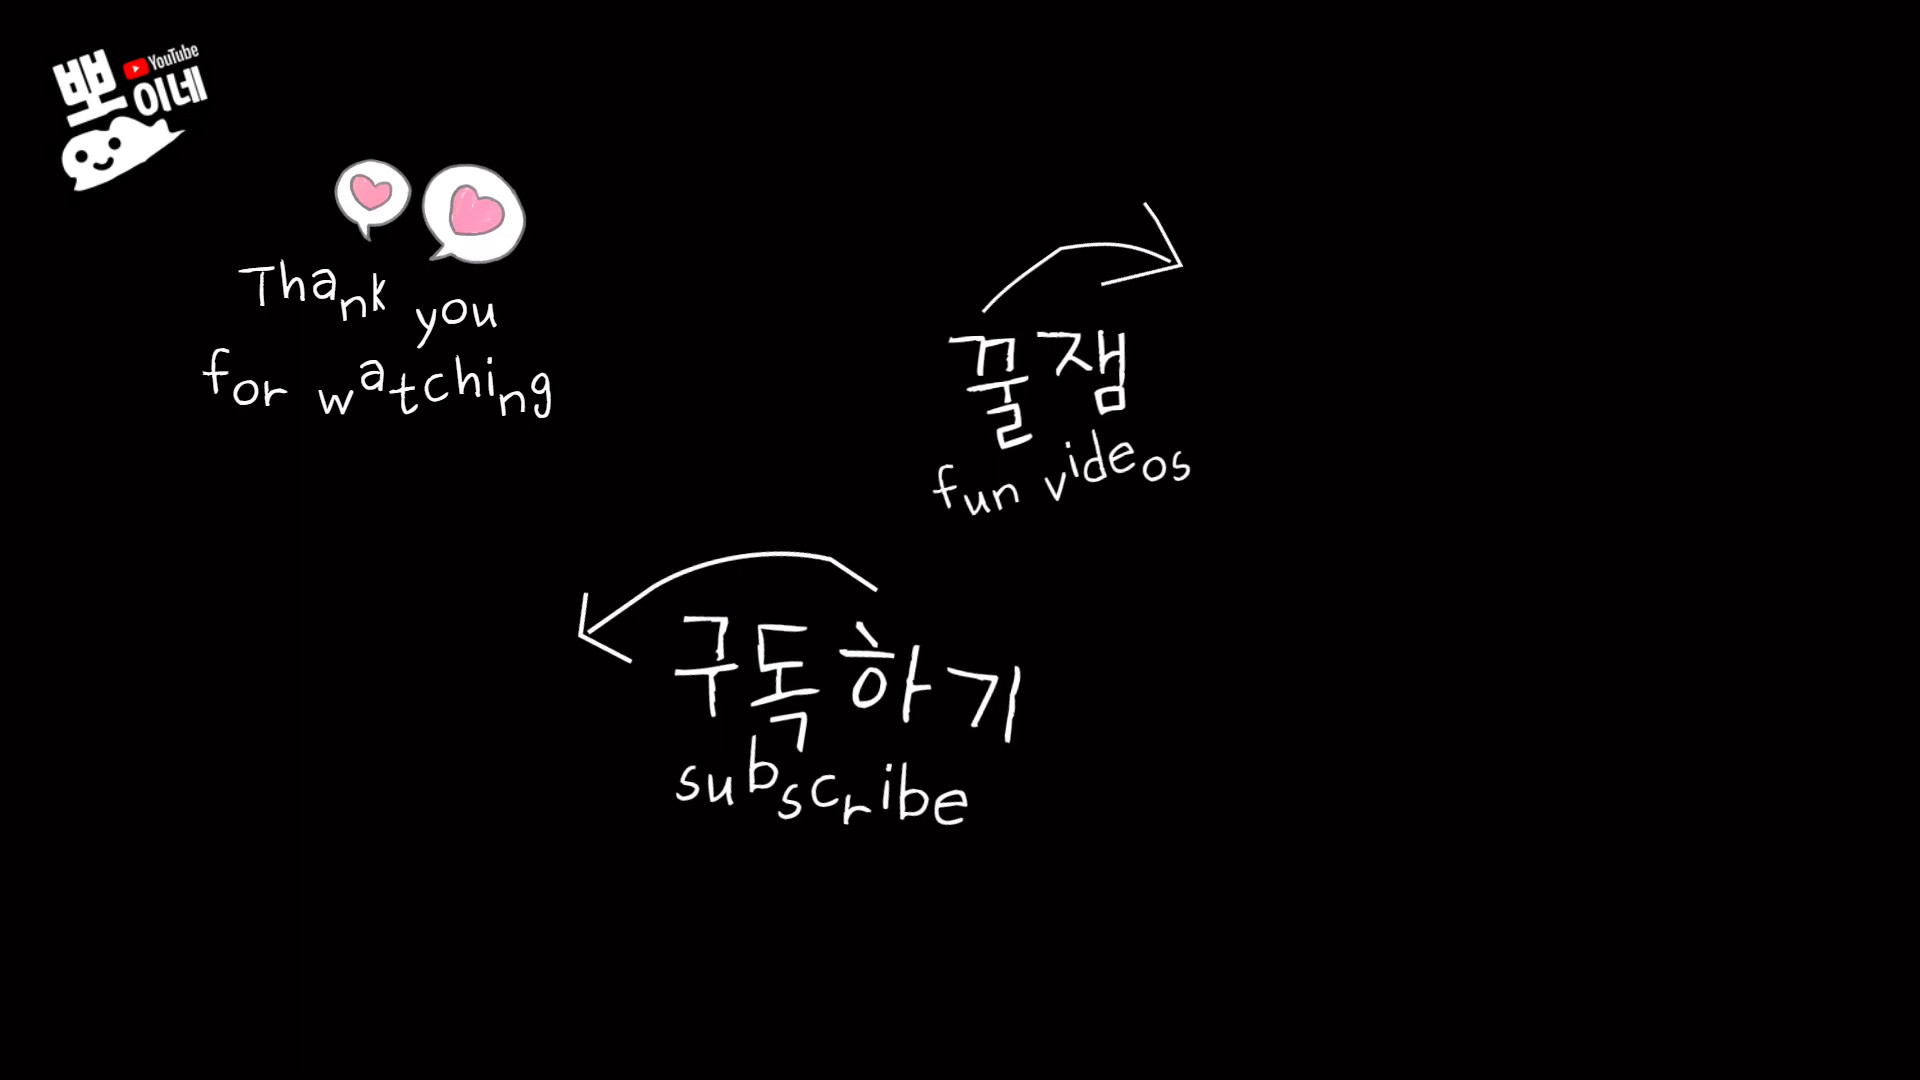 뽀이네
YouTube
Thank you
for watching
꿀잼
fun videos
구독하기
subscribe